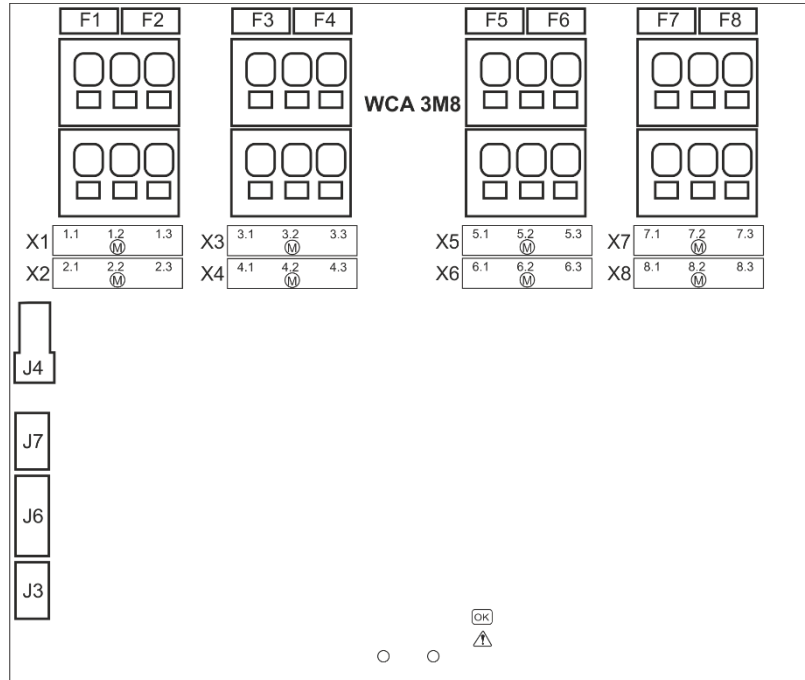 F1 F2 F3 F4 F5 F6 F7 F8
WCA 3M8
X1 1.1 1.2 1.3 X3 3.1 3.2 3.3 X5 5.1 5.2 5.3 X7 7.1 7.2 7.3
M M M M
X2 2.1 2.2 2.3 X4 4.1 4.2 4.3 X6 6.1 6.2 6.3 X8 8.1 8.2 8.3
M M M M
J4
J7
J6
J3
OK